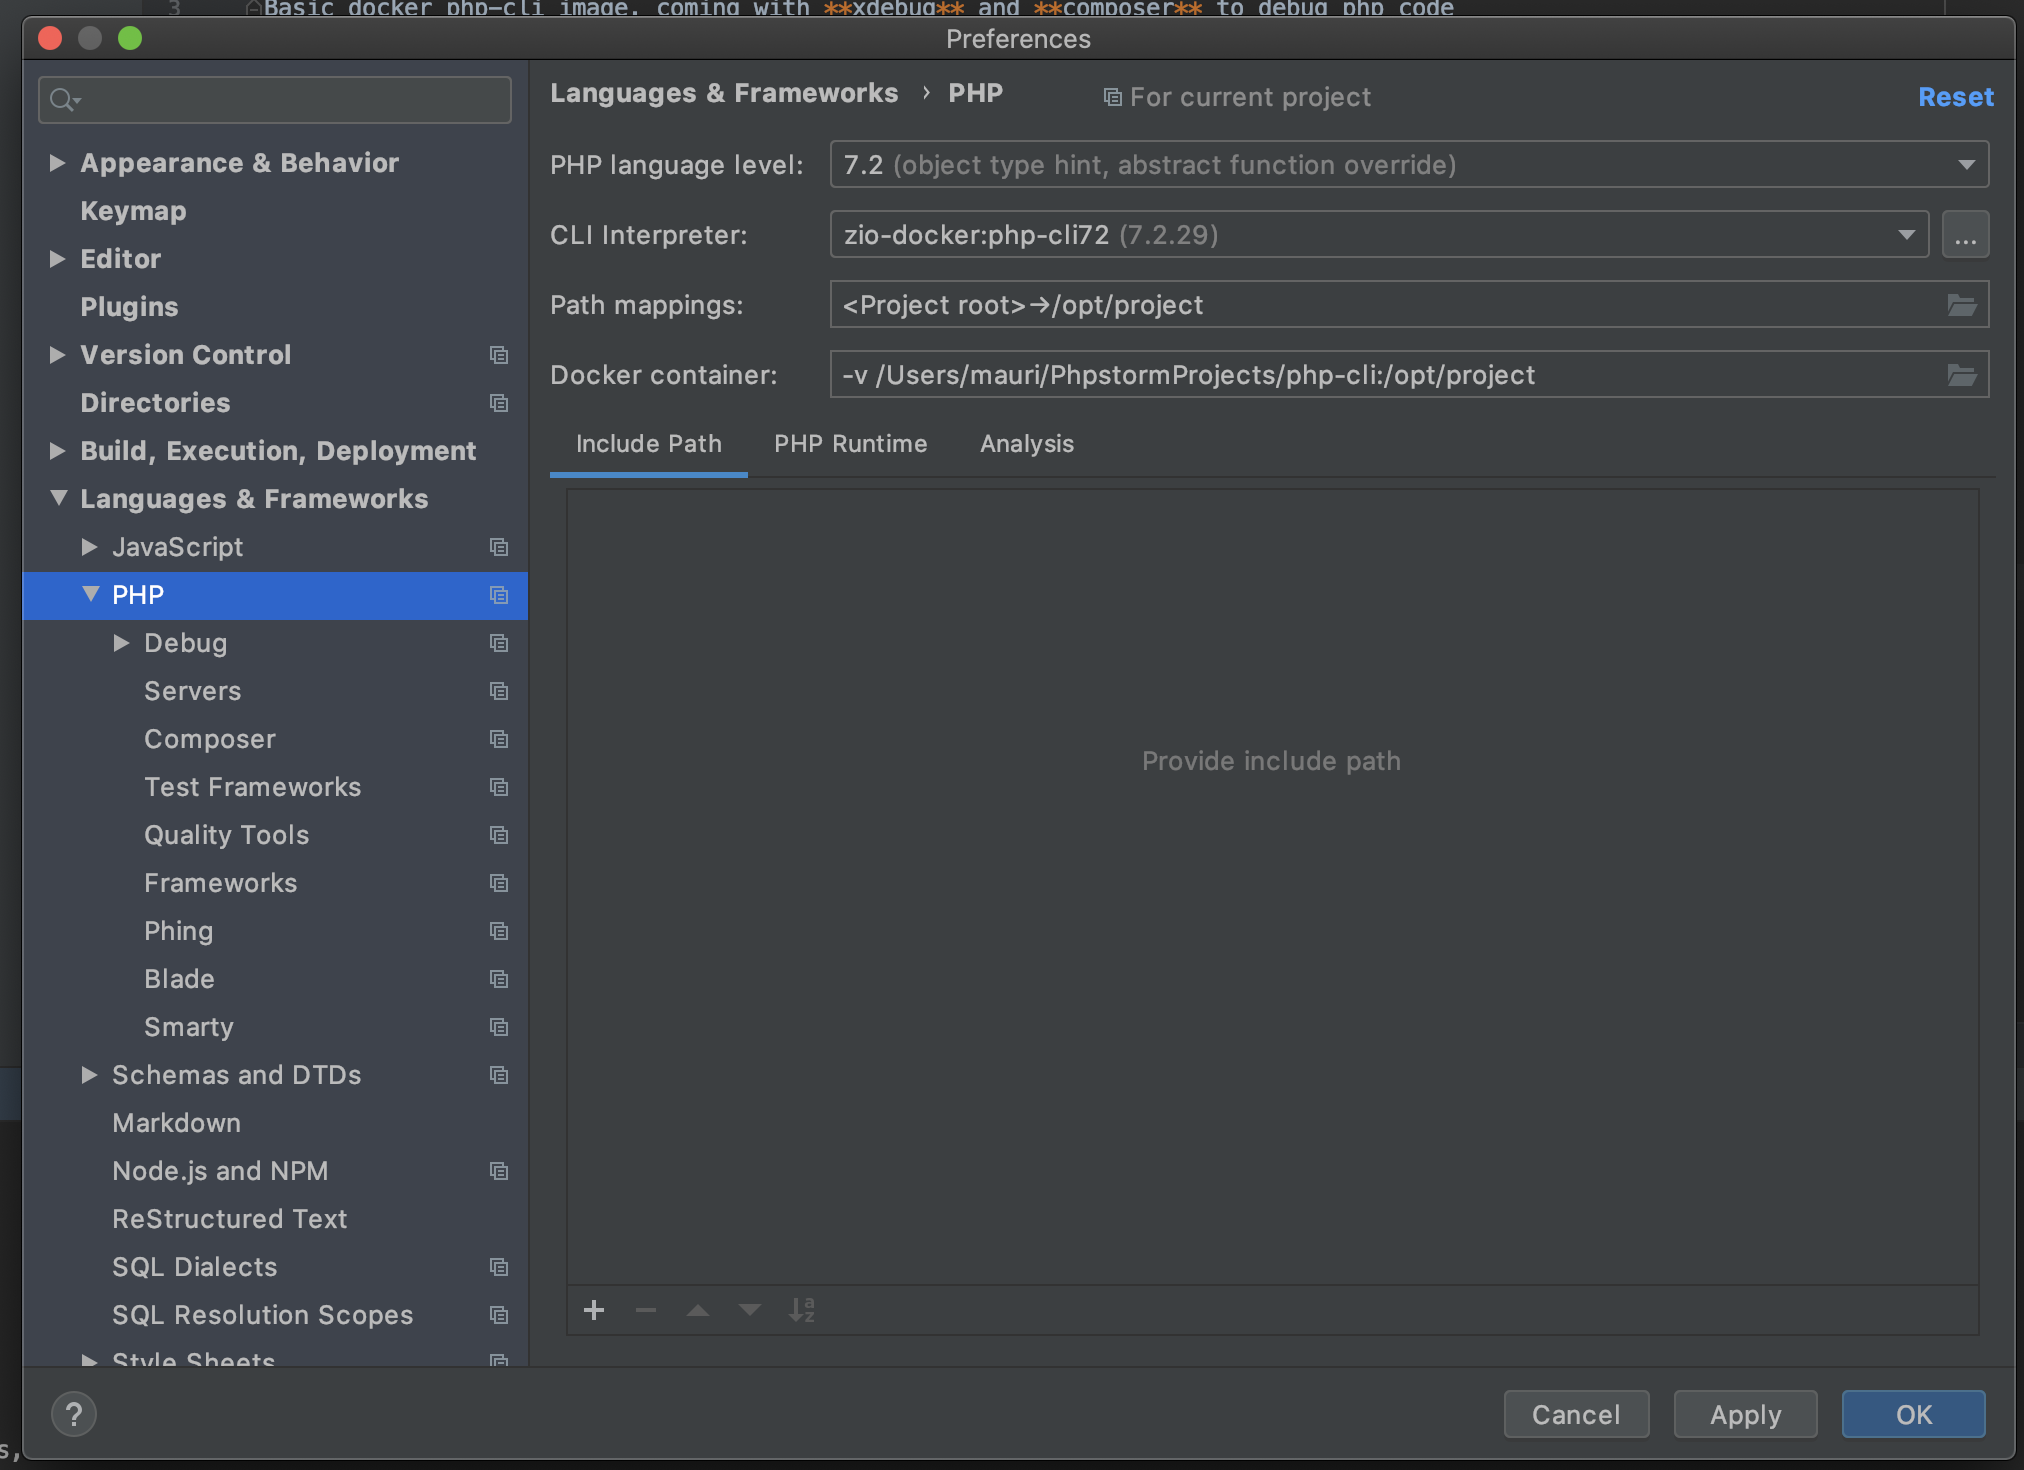 3 Basic docker php-cli image. coming with **xdebug** and **composer** to debug php code
Preferences
Languages & Frameworks › PHP
For current project
Reset
Appearance & Behavior
Keymap
Editor
Plugins
Version Control
Directories
Build, Execution, Deployment
Languages & Frameworks
JavaScript
PHP
Debug
Servers
Composer
Test Frameworks
Quality Tools
Frameworks
Phing
Blade
Smarty
Schemas and DTDs
Markdown
Node.js and NPM
ReStructured Text
SQL Dialects
SQL Resolution Scopes
Style Sheets
PHP language level: 7.2 (object type hint, abstract function override)
CLI Interpreter: zio-docker:php-cli72 (7.2.29) ...
Path mappings: <Project root>→/opt/project
Docker container: -v /Users/mauri/PhpstormProjects/php-cli:/opt/project
Include Path PHP Runtime Analysis
Provide include path
?
Cancel Apply OK
s,